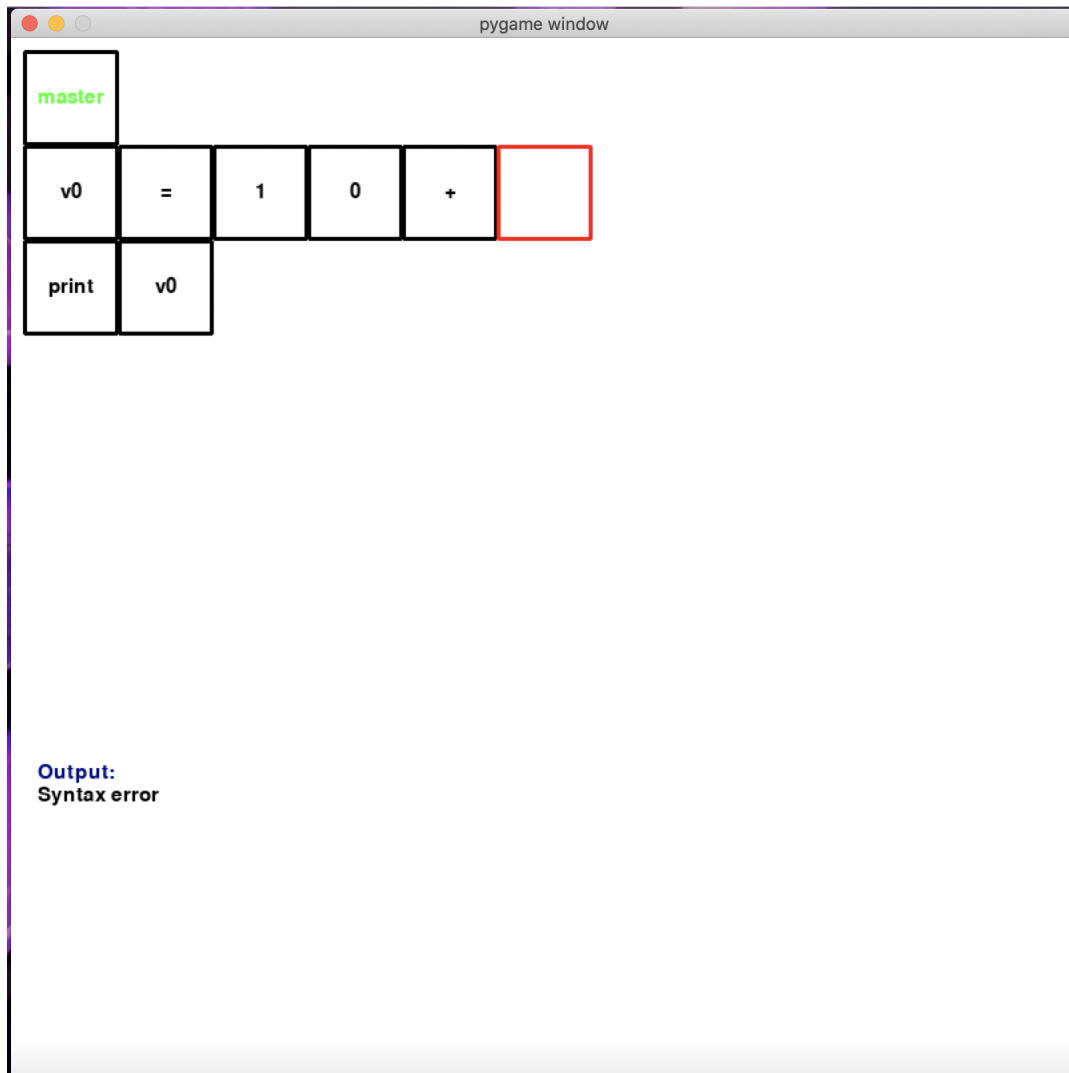 pygame window
master
v0 = 1 0 +
print v0
Output:
Syntax error